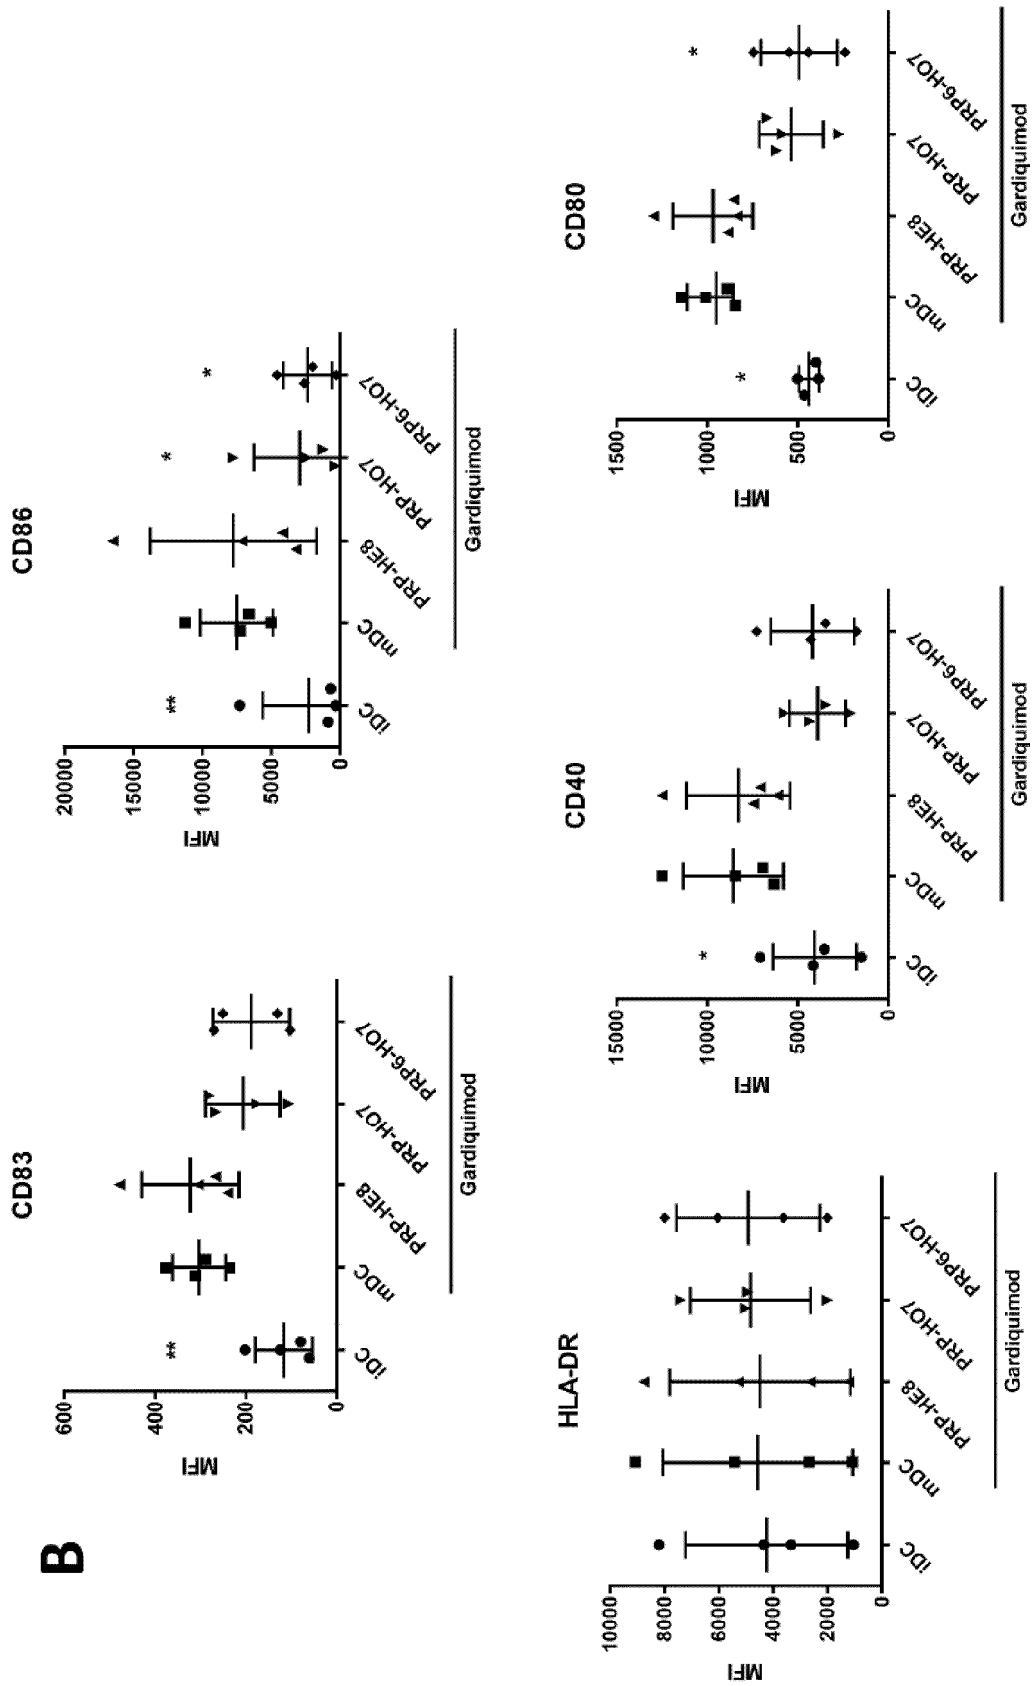 B
CD83
MFI
600
400
200
0
**
iDC
mDC
PRP-HE8
PRP-HO7
PRP6-HO7
Gardiquimod
CD86
MFI
20000
15000
10000
5000
0
**
*
*
iDC
mDC
PRP-HE8
PRP-HO7
PRP6-HO7
Gardiquimod
HLA-DR
MFI
10000
8000
6000
4000
2000
0
iDC
mDC
PRP-HE8
PRP-HO7
PRP6-HO7
Gardiquimod
CD40
MFI
15000
10000
5000
0
*
iDC
mDC
PRP-HE8
PRP-HO7
PRP6-HO7
Gardiquimod
CD80
MFI
1500
1000
500
0
*
*
iDC
mDC
PRP-HE8
PRP-HO7
PRP6-HO7
Gardiquimod